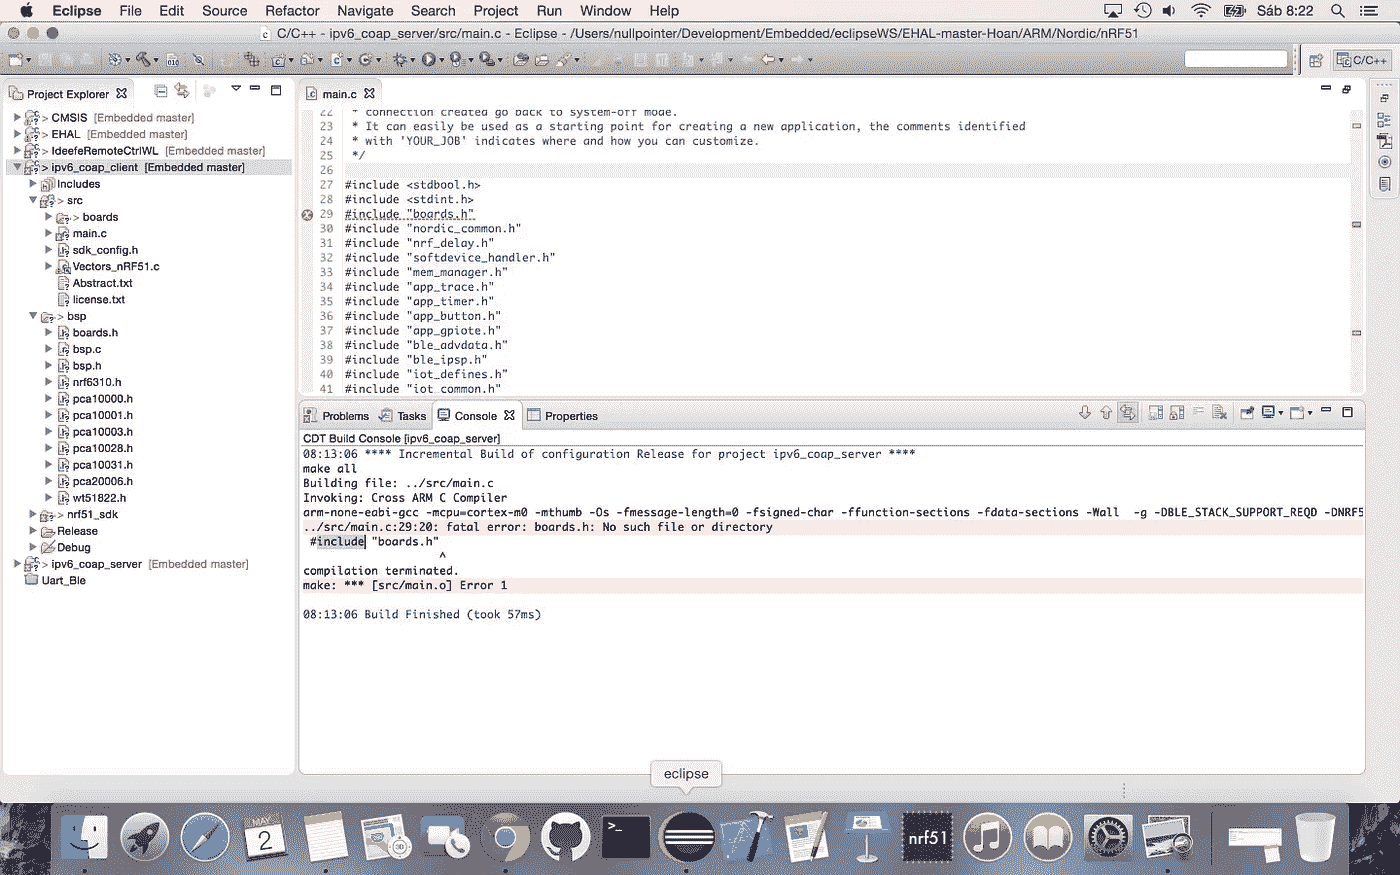 Eclipse File Edit Source Refactor Navigate Search Project Run Window Help Sáb 8:22
C/C++ - ipv6_coap_server/src/main.c - Eclipse - /Users/nullpointer/Development/Embedded/eclipseWS/EHAL-master-Hoan/ARM/Nordic/nRF51
C/C++
Project Explorer
> CMSIS [Embedded master]
> EHAL [Embedded master]
> IdeefeRemoteCtrlWL [Embedded master]
> ipv6_coap_client [Embedded master]
Includes
> src
> boards
main.c
sdk_config.h
Vectors_nRF51.c
Abstract.txt
license.txt
> bsp
boards.h
bsp.c
bsp.h
nrf6310.h
pca10000.h
pca10001.h
pca10003.h
pca10028.h
pca10031.h
pca20006.h
wt51822.h
> nrf51_sdk
> Release
> Debug
> ipv6_coap_server [Embedded master]
Uart_Ble
main.c
22 * connection created go back to system-off mode.
23 * It can easily be used as a starting point for creating a new application, the comments identified
24 * with 'YOUR_JOB' indicates where and how you can customize.
25 */
26
27 #include <stdbool.h>
28 #include <stdint.h>
29 #include "boards.h"
30 #include "nordic_common.h"
31 #include "nrf_delay.h"
32 #include "softdevice_handler.h"
33 #include "mem_manager.h"
34 #include "app_trace.h"
35 #include "app_timer.h"
36 #include "app_button.h"
37 #include "app_gpiote.h"
38 #include "ble_advdata.h"
39 #include "ble_ipsp.h"
40 #include "iot_defines.h"
41 #include "iot_common.h"
Problems Tasks Console Properties
CDT Build Console [ipv6_coap_server]
08:13:06 **** Incremental Build of configuration Release for project ipv6_coap_server ****
make all
Building file: ../src/main.c
Invoking: Cross ARM C Compiler
arm-none-eabi-gcc -mcpu=cortex-m0 -mthumb -Os -fmessage-length=0 -fsigned-char -ffunction-sections -fdata-sections -Wall -g -DBLE_STACK_SUPPORT_REQD -DNRF5
../src/main.c:29:20: fatal error: boards.h: No such file or directory
#include "boards.h"
^
compilation terminated.
make: *** [src/main.o] Error 1
08:13:06 Build Finished (took 57ms)
eclipse
MAY
2
>_
nrf51